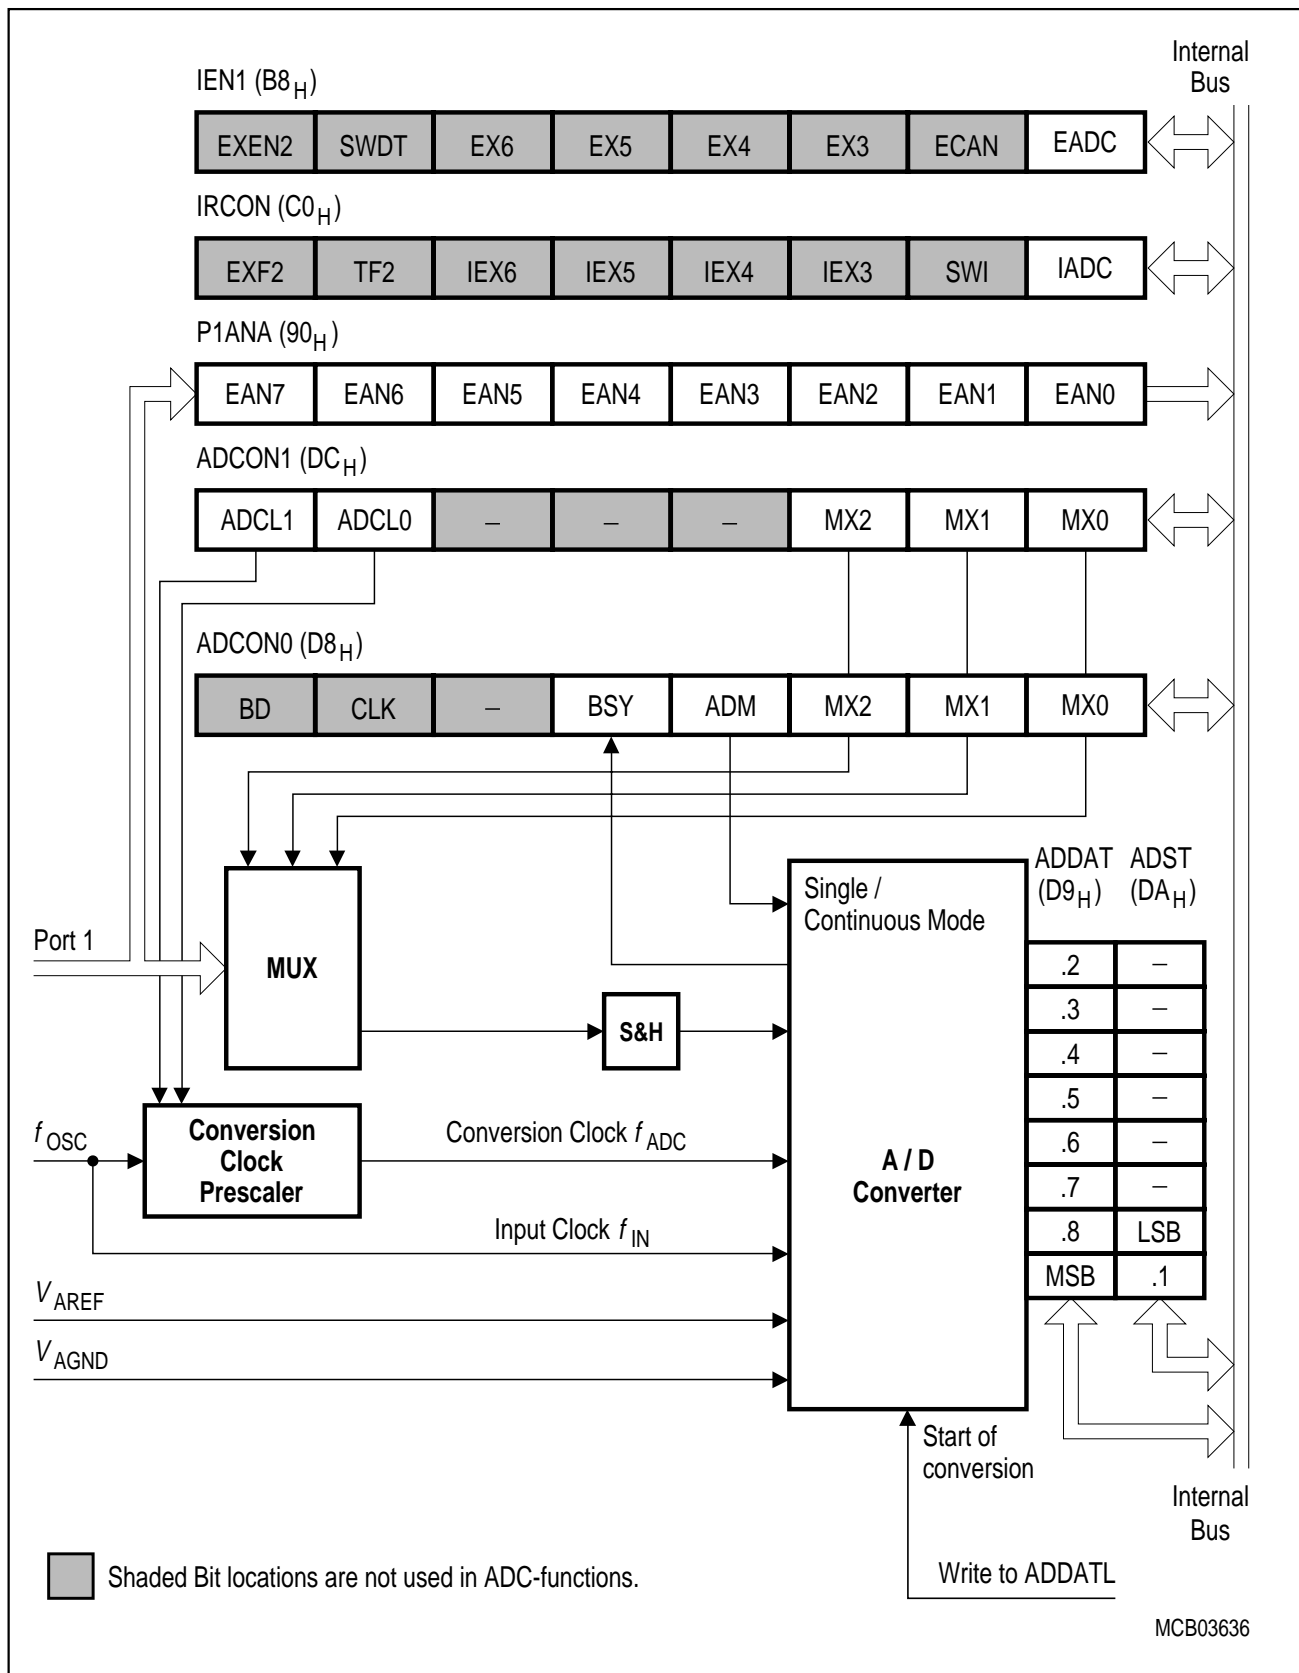 Internal
Bus
IEN1 (B8H)
EXEN2 SWDT EX6 EX5 EX4 EX3 ECAN EADC
IRCON (C0H)
EXF2 TF2 IEX6 IEX5 IEX4 IEX3 SWI IADC
P1ANA (90H)
EAN7 EAN6 EAN5 EAN4 EAN3 EAN2 EAN1 EAN0
ADCON1 (DCH)
ADCL1 ADCL0 – – – MX2 MX1 MX0
ADCON0 (D8H)
BD CLK – BSY ADM MX2 MX1 MX0
Port 1
MUX
S&H
Single /
Continuous Mode
ADDAT ADST
(D9H) (DAH)
.2 –
.3 –
.4 –
.5 –
.6 –
.7 –
.8 LSB
MSB .1
fOSC
Conversion
Clock
Prescaler
Conversion Clock fADC
A / D
Converter
Input Clock fIN
VAREF
VAGND
Start of
conversion
Internal
Bus
Write to ADDATL
Shaded Bit locations are not used in ADC-functions.
MCB03636